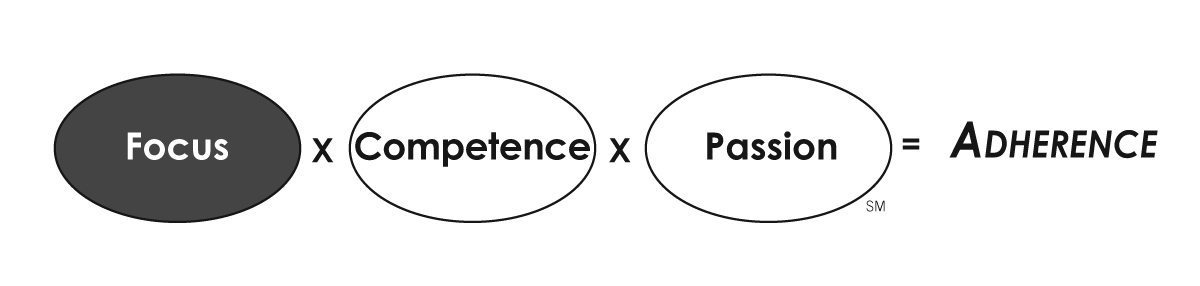 Focus x Competence x Passion = ADHERENCE
SM